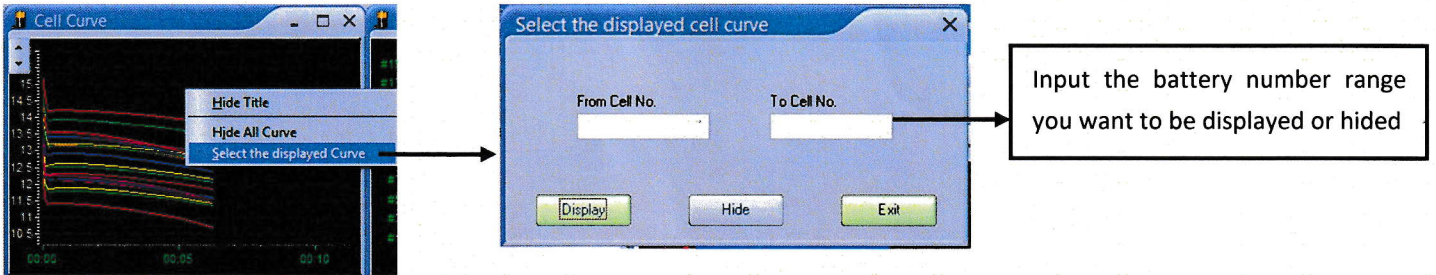 Cell Curve
15
14 5
14
13 5
13
12 5
12
11 5
11
10 5
00:00 00:05 00:10
Hide Title
Hide All Curve
Select the displayed Curve
Select the displayed cell curve
From Cell No. To Cell No.
Display Hide Exit
Input the battery number range
you want to be displayed or hided